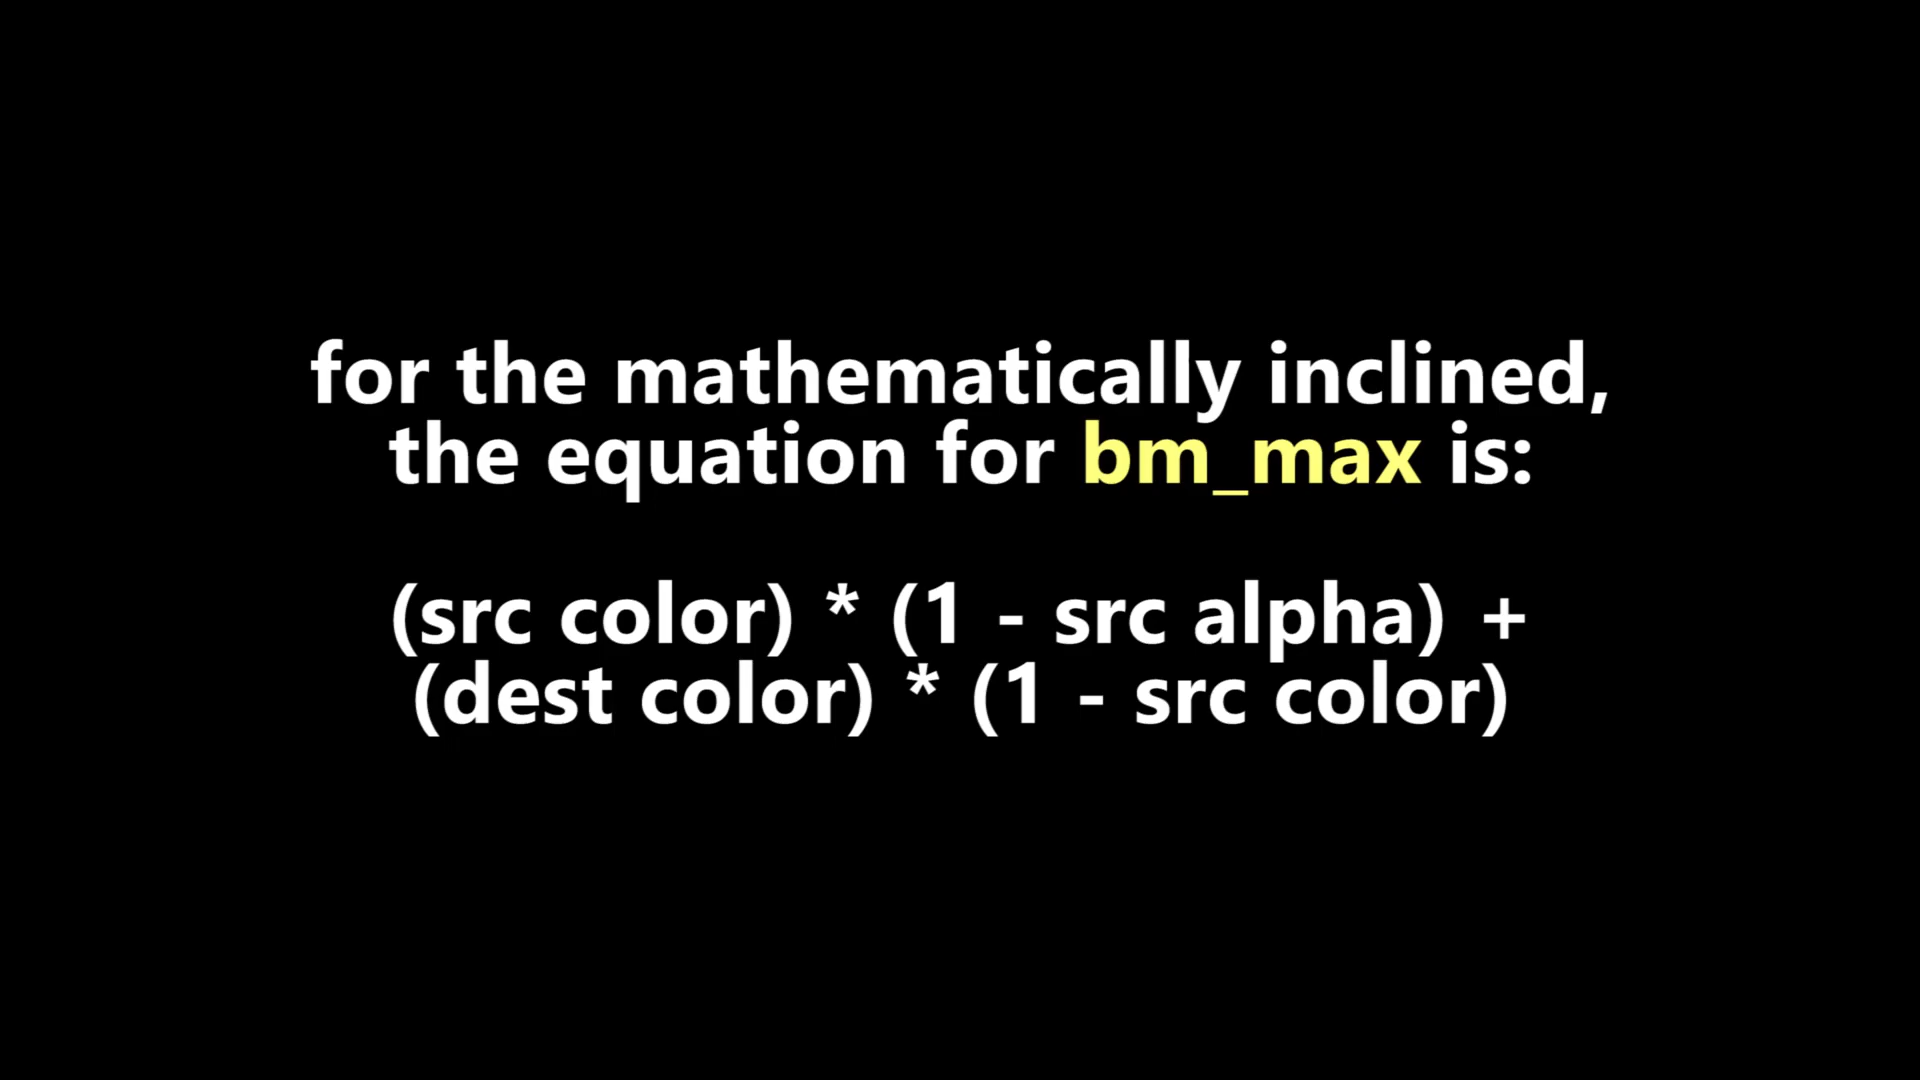 for the mathematically inclined,
the equation for bm_max is:
(src color) * (1 - src alpha) +
(dest color) * (1 - src color)